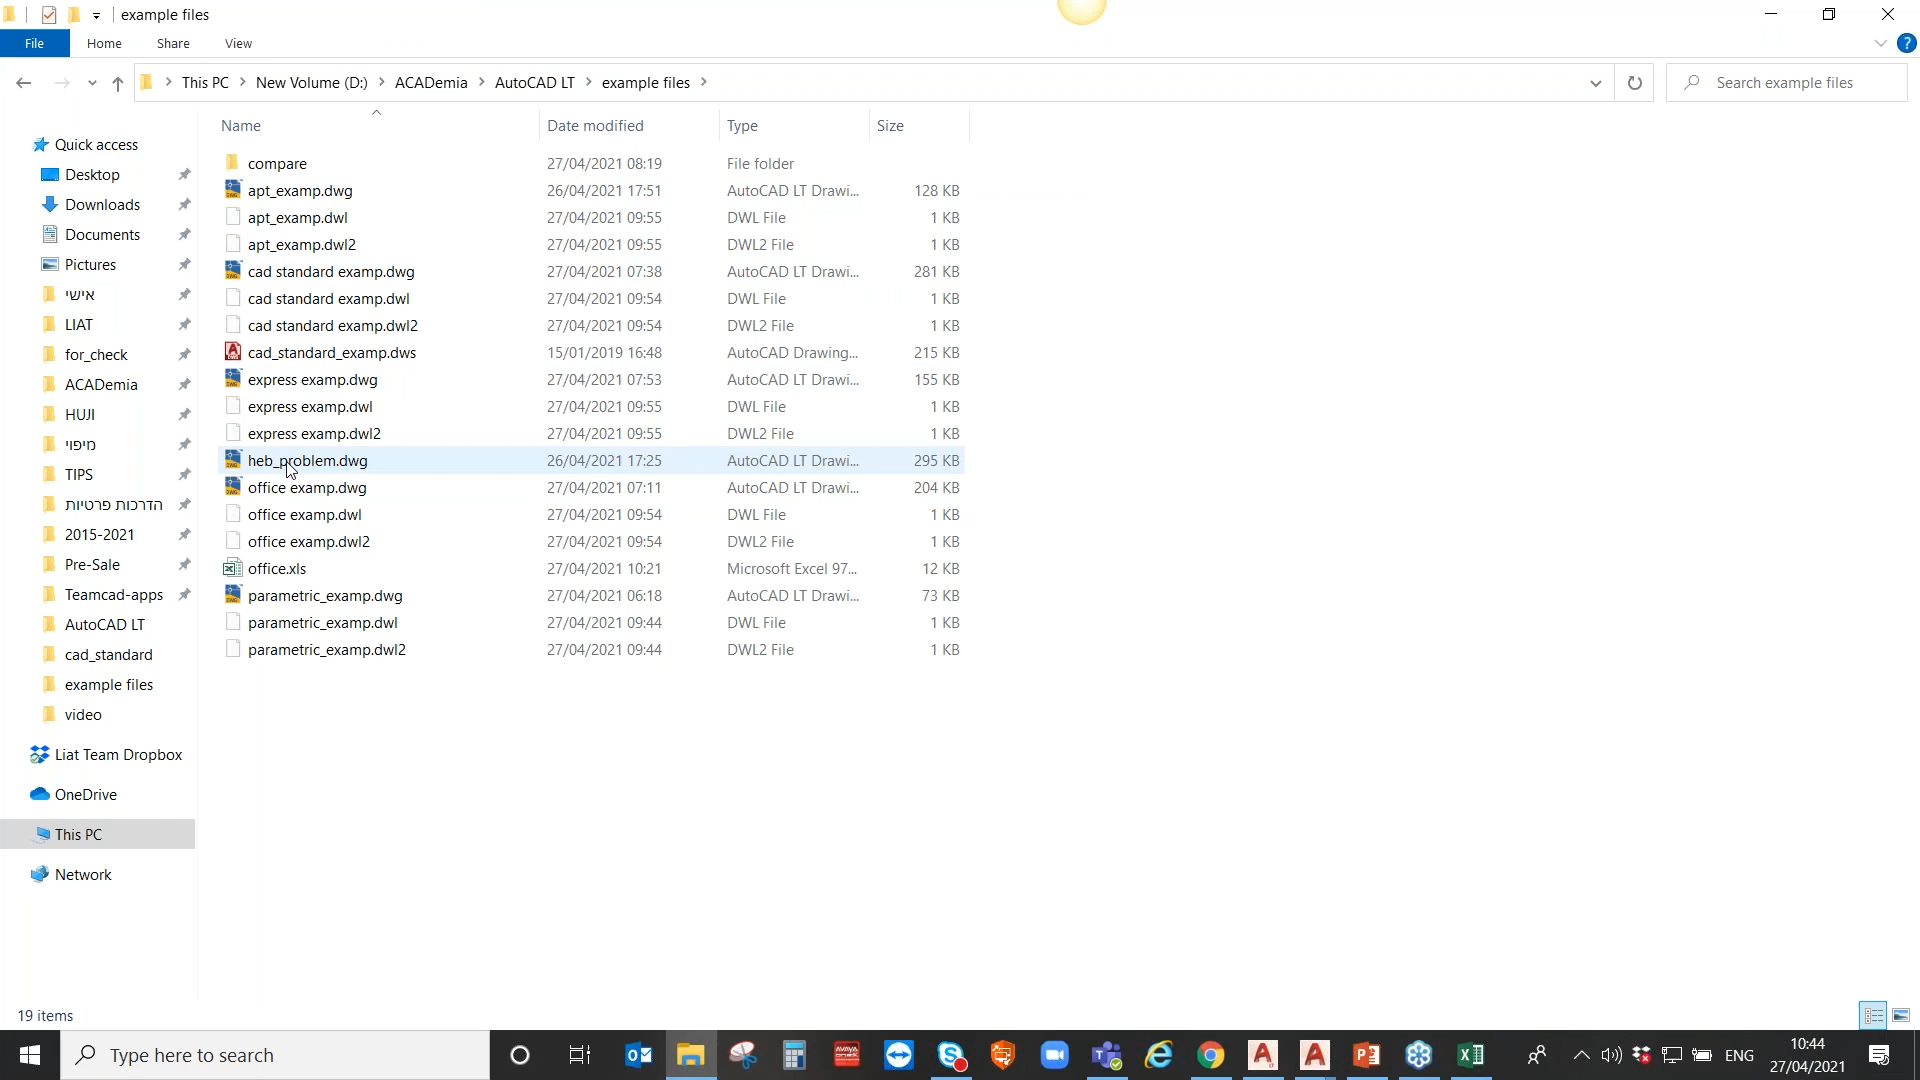 example files
File Home Share View
This PC New Volume (D:) ACADemia AutoCAD LT example files
Search example files
Name Date modified Type Size
Quick access
Desktop
Downloads
Documents
Pictures
אישי
LIAT
for_check
ACADemia
HUJI
מיפוי
TIPS
הדרכות פרטיות
2015-2021
Pre-Sale
Teamcad-apps
AutoCAD LT
cad_standard
example files
video
Liat Team Dropbox
OneDrive
This PC
Network
compare 27/04/2021 08:19 File folder
apt_examp.dwg 26/04/2021 17:51 AutoCAD LT Drawi... 128 KB
apt_examp.dwl 27/04/2021 09:55 DWL File 1 KB
apt_examp.dwl2 27/04/2021 09:55 DWL2 File 1 KB
cad standard examp.dwg 27/04/2021 07:38 AutoCAD LT Drawi... 281 KB
cad standard examp.dwl 27/04/2021 09:54 DWL File 1 KB
cad standard examp.dwl2 27/04/2021 09:54 DWL2 File 1 KB
cad_standard_examp.dws 15/01/2019 16:48 AutoCAD Drawing... 215 KB
express examp.dwg 27/04/2021 07:53 AutoCAD LT Drawi... 155 KB
express examp.dwl 27/04/2021 09:55 DWL File 1 KB
express examp.dwl2 27/04/2021 09:55 DWL2 File 1 KB
heb_problem.dwg 26/04/2021 17:25 AutoCAD LT Drawi... 295 KB
office examp.dwg 27/04/2021 07:11 AutoCAD LT Drawi... 204 KB
office examp.dwl 27/04/2021 09:54 DWL File 1 KB
office examp.dwl2 27/04/2021 09:54 DWL2 File 1 KB
office.xls 27/04/2021 10:21 Microsoft Excel 97... 12 KB
parametric_examp.dwg 27/04/2021 06:18 AutoCAD LT Drawi... 73 KB
parametric_examp.dwl 27/04/2021 09:44 DWL File 1 KB
parametric_examp.dwl2 27/04/2021 09:44 DWL2 File 1 KB
19 items
Type here to search
ENG
10:44
27/04/2021